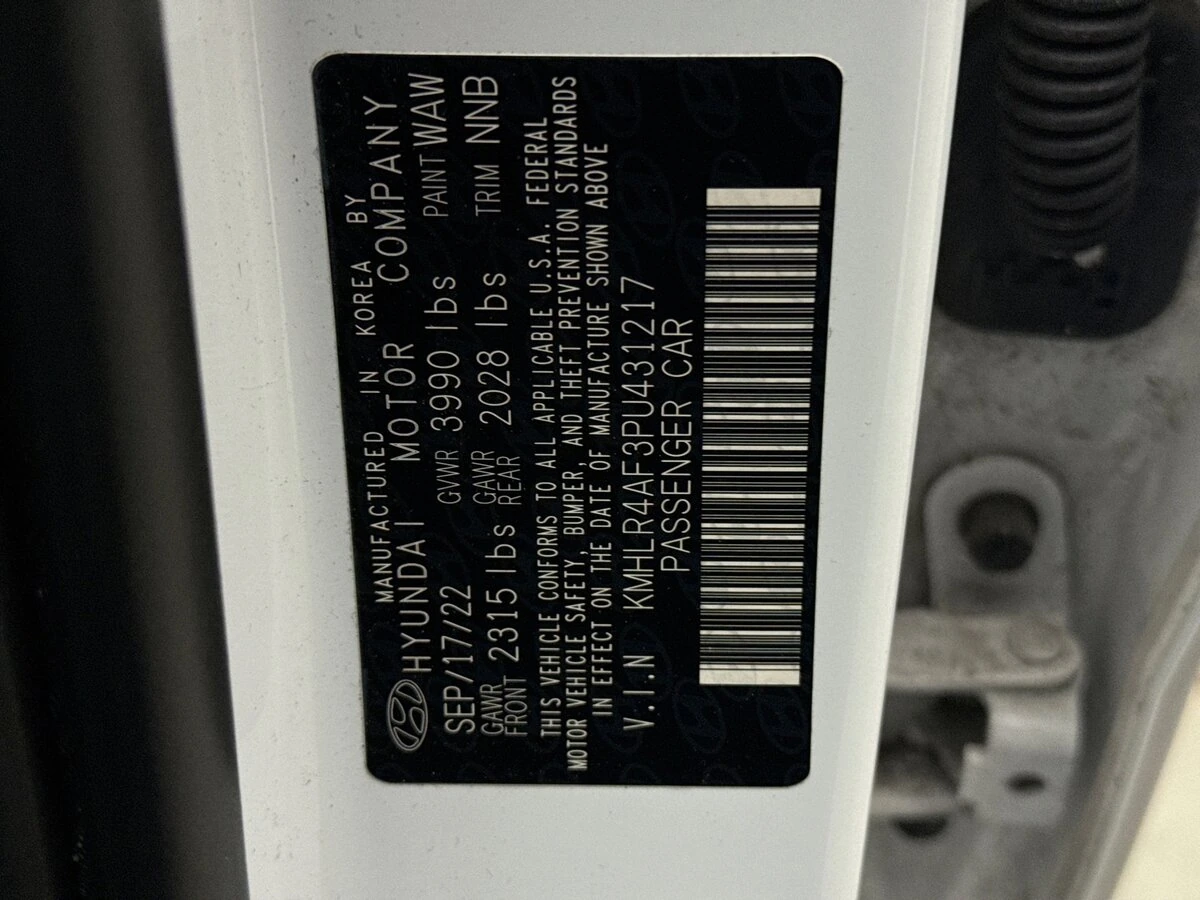 MANUFACTURED IN KOREA BY
HYUNDAI MOTOR COMPANY
SEP/17/22 GVWR 3990 lbs PAINT WAW
GAWR FRONT 2315 lbs GAWR REAR 2028 lbs TRIM NNB
THIS VEHICLE CONFORMS TO ALL APPLICABLE U.S.A. FEDERAL
MOTOR VEHICLE SAFETY, BUMPER, AND THEFT PREVENTION STANDARDS
IN EFFECT ON THE DATE OF MANUFACTURE SHOWN ABOVE
V.I.N KMHLR4AF3PU431217
PASSENGER CAR